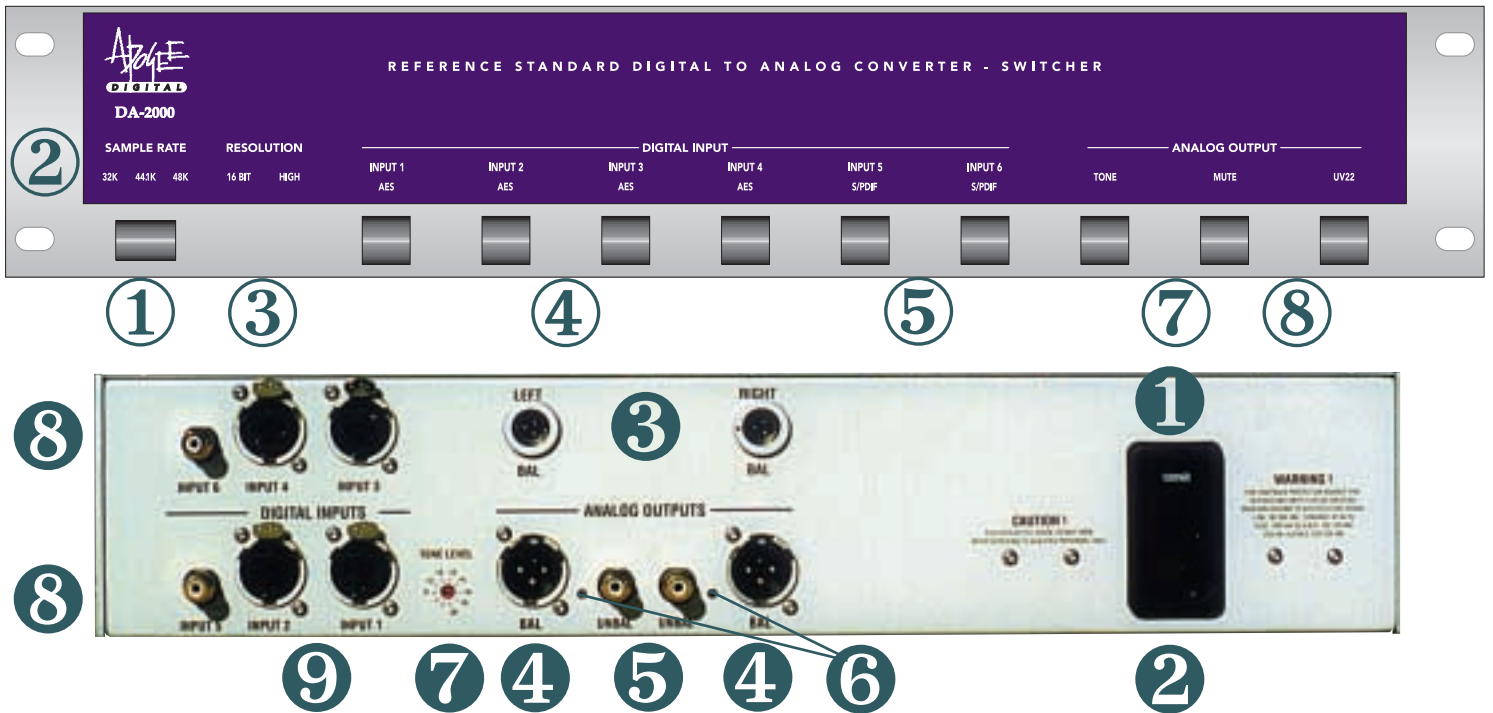 APOGEE
DIGITAL
DA-2000
REFERENCE STANDARD DIGITAL TO ANALOG CONVERTER - SWITCHER
SAMPLE RATE
RESOLUTION
DIGITAL INPUT
ANALOG OUTPUT
32K 44.1K 48K
16 BIT HIGH
INPUT 1
AES
INPUT 2
AES
INPUT 3
AES
INPUT 4
AES
INPUT 5
S/PDIF
INPUT 6
S/PDIF
TONE
MUTE
UV22
2
1 3 4 5 7 8
LEFT
BAL
3
RIGHT
BAL
1
8
INPUT 6 INPUT 4 INPUT 3
DIGITAL INPUTS
ANALOG OUTPUTS
CAUTION !
WARNING !
TONE LEVEL
8
INPUT 5 INPUT 2 INPUT 1
BAL UNBAL UNBAL BAL
9 7 4 5 4 6 2